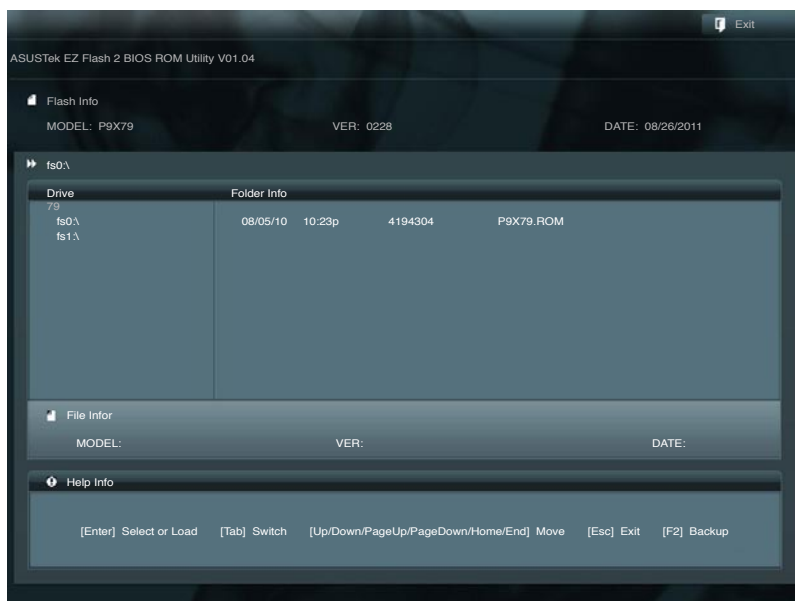 Exit
ASUSTek EZ Flash 2 BIOS ROM Utility V01.04
Flash Info
MODEL: P9X79 VER: 0228 DATE: 08/26/2011
fs0:\
Drive Folder Info
79
fs0:\ 08/05/10 10:23p 4194304 P9X79.ROM
fs1:\
File Infor
MODEL: VER: DATE:
Help Info
[Enter] Select or Load [Tab] Switch [Up/Down/PageUp/PageDown/Home/End] Move [Esc] Exit [F2] Backup